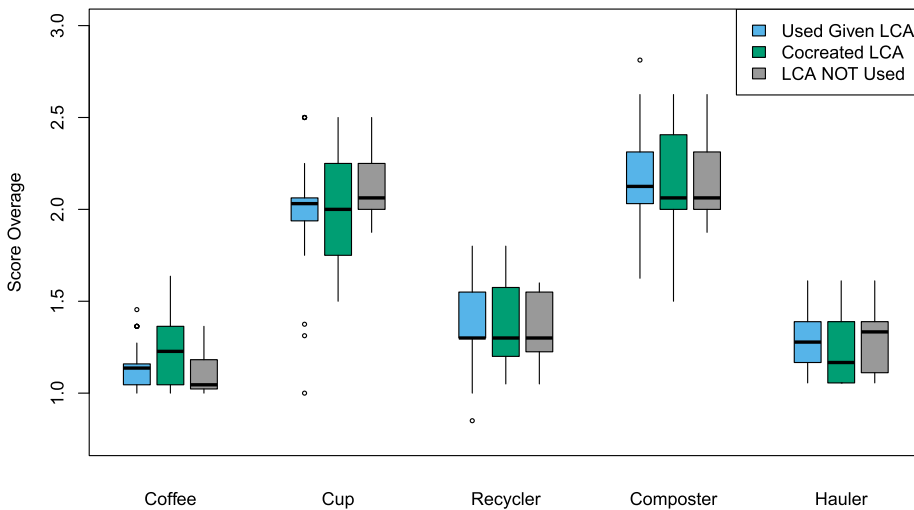 Score Overage
3.0
2.5
2.0
1.5
1.0
Used Given LCA
Cocreated LCA
LCA NOT Used
Coffee
Cup
Recycler
Composter
Hauler